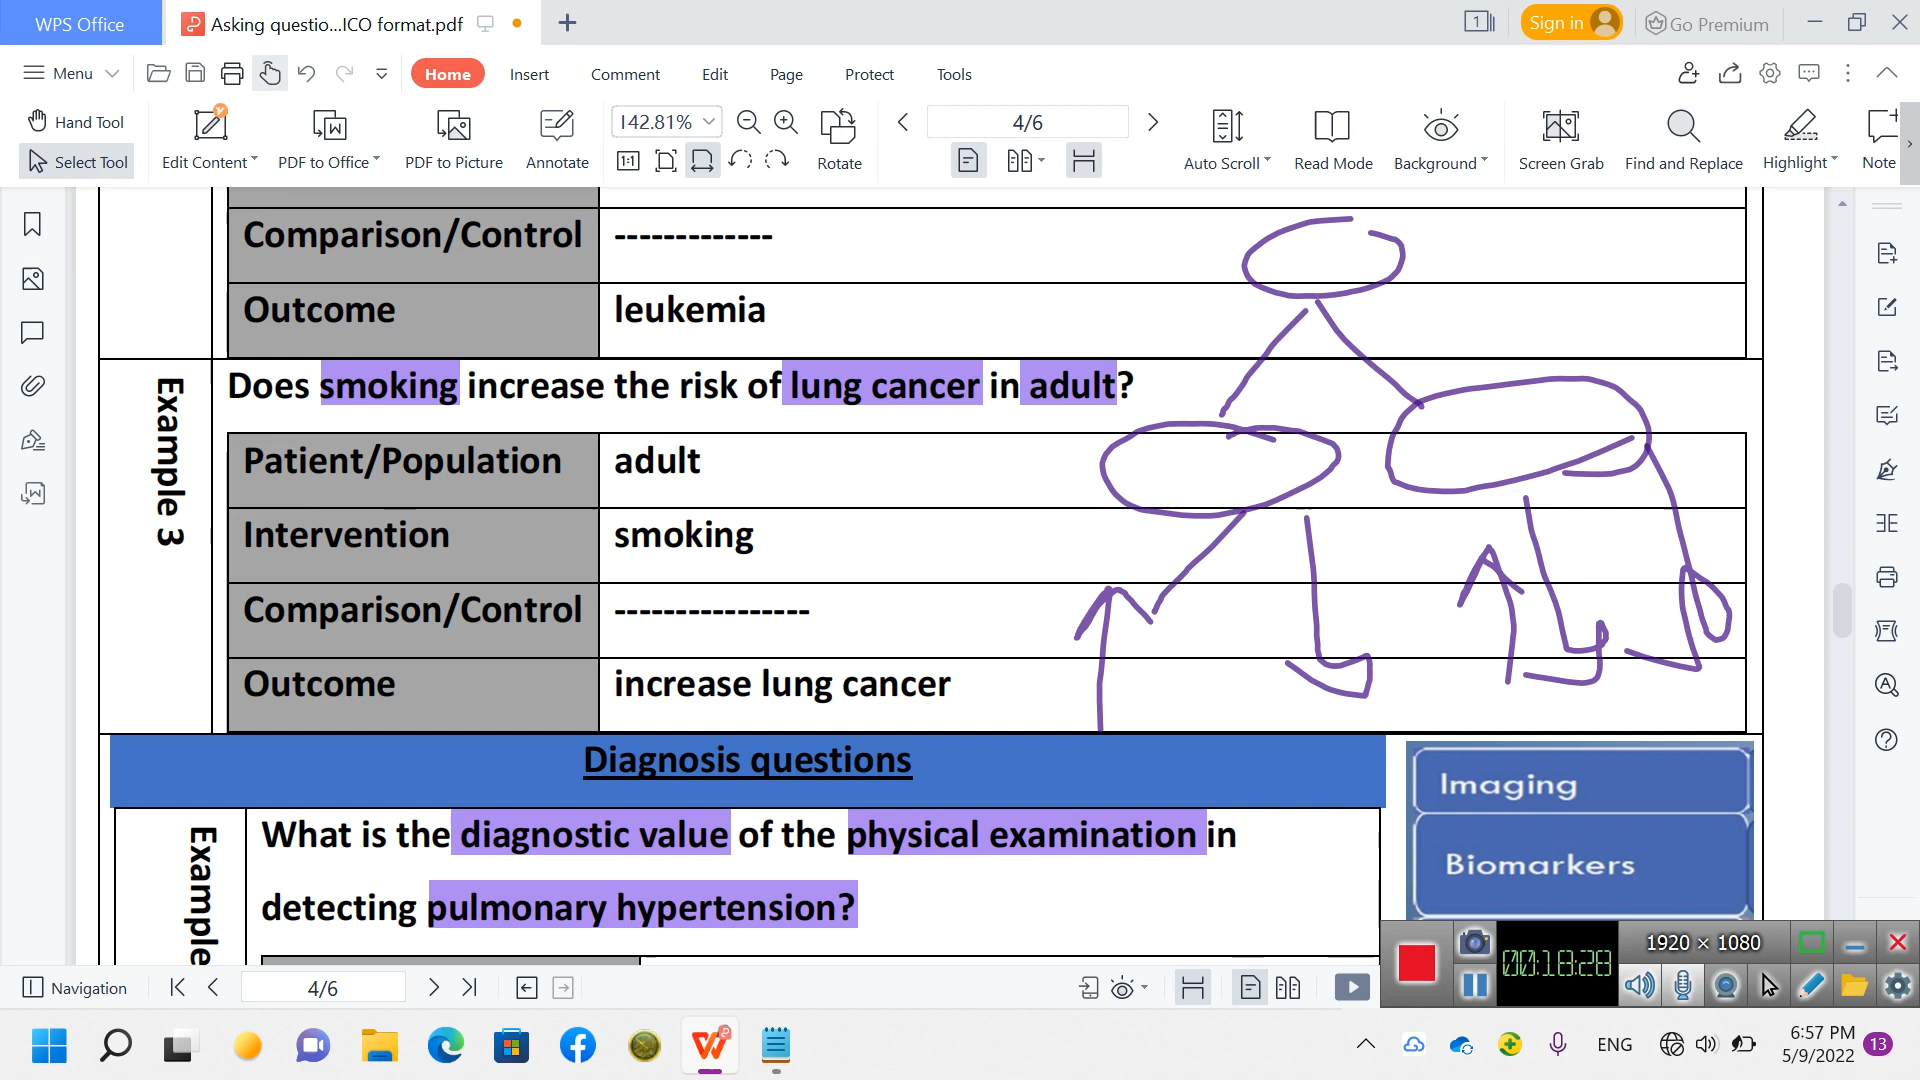 WPS Office
Asking questio...ICO format.pdf
1
Sign in
Go Premium
Menu
Home
Insert
Comment
Edit
Page
Protect
Tools
Hand Tool
Select Tool
Edit Content
PDF to Office
PDF to Picture
Annotate
142.81%
1:1
Rotate
4/6
Auto Scroll
Read Mode
Background
Screen Grab
Find and Replace
Highlight
Note
Comparison/Control -------------
Outcome leukemia
Example 3
Does smoking increase the risk of lung cancer in adult?
Patient/Population adult
Intervention smoking
Comparison/Control ----------------
Outcome increase lung cancer
Diagnosis questions
Imaging
Biomarkers
Example
What is the diagnostic value of the physical examination in
detecting pulmonary hypertension?
Navigation
4/6
00:18:28
1920 × 1080
ENG
6:57 PM
5/9/2022
13